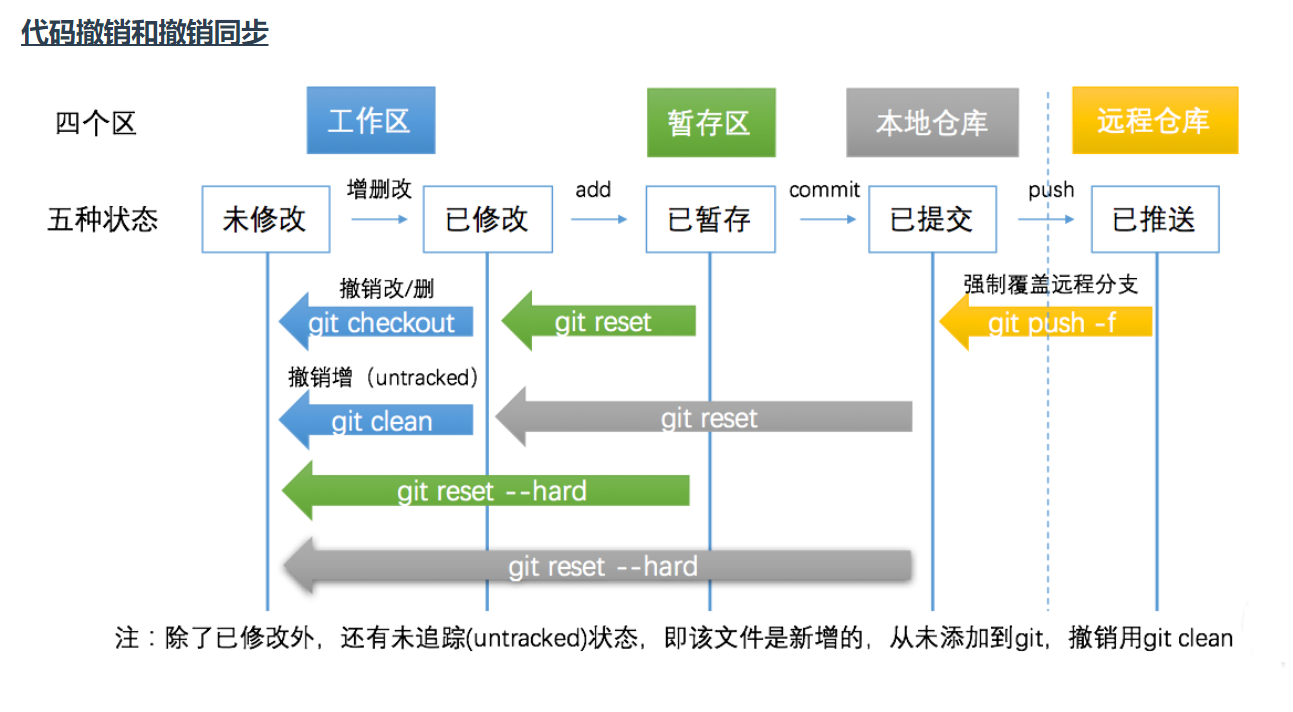 代码撤销和撤销同步
四个区
工作区
暂存区
本地仓库
远程仓库
五种状态
未修改
增删改
已修改
add
已暂存
commit
已提交
push
已推送
撤销改/删
git checkout
git reset
强制覆盖远程分支
git push -f
撤销增（untracked）
git clean
git reset
git reset --hard
git reset --hard
注：除了已修改外，还有未追踪(untracked)状态，即该文件是新增的，从未添加到git，撤销用git clean